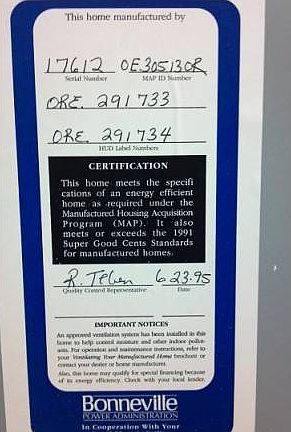 This home manufactured by
17612 OE305130R
Serial Number MAP ID Number
ORE 291733
ORE 291734
HUD Label Numbers
CERTIFICATION
This home meets the specifi
cations of an energy efficient
home as required under the
Manufactured Housing Acquisition
Program (MAP). It also
meets or exceeds the 1991
Super Good Cents Standards
for manufactured homes.
6-23-95
Quality Control Representative Date
IMPORTANT NOTICES
An approved ventilation system has been installed in this
home to help control moisture and other indoor pollut-
ants. For operation and maintenance instructions, refer to
your Ventilating Your Manufactured Home brochure or
contact your dealer or home manufacturer.
Also, this home may qualify for special financing because
of its energy efficiency. Check with your local lender.
Bonneville
POWER ADMINISTRATION
In Cooperation With Your